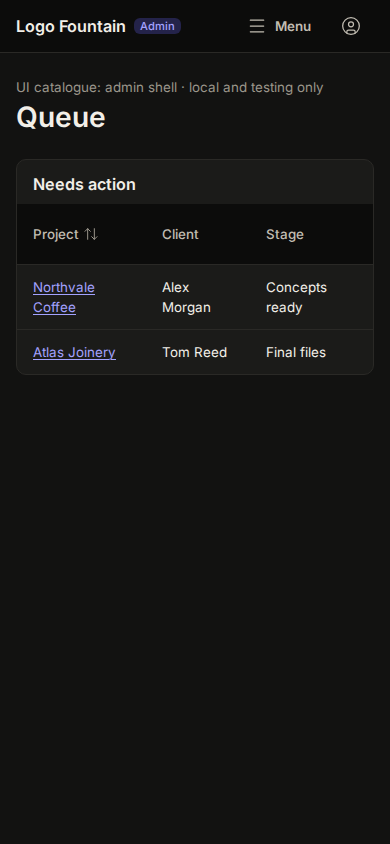 Logo Fountain Admin Menu
UI catalogue: admin shell · local and testing only
Queue
Needs action
Project Client Stage
Northvale Coffee Alex Morgan Concepts ready
Atlas Joinery Tom Reed Final files